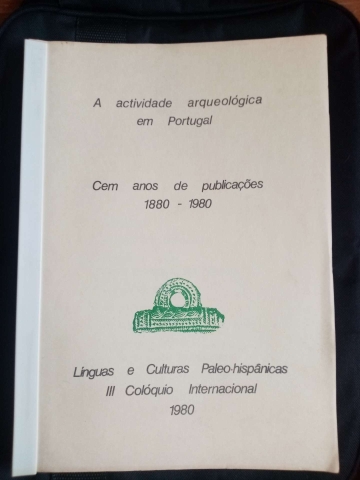 A actividade arqueológica
em Portugal
Cem anos de publicações
1880 - 1980
Línguas e Culturas Paleo-hispânicas
III Colóquio Internacional
1980